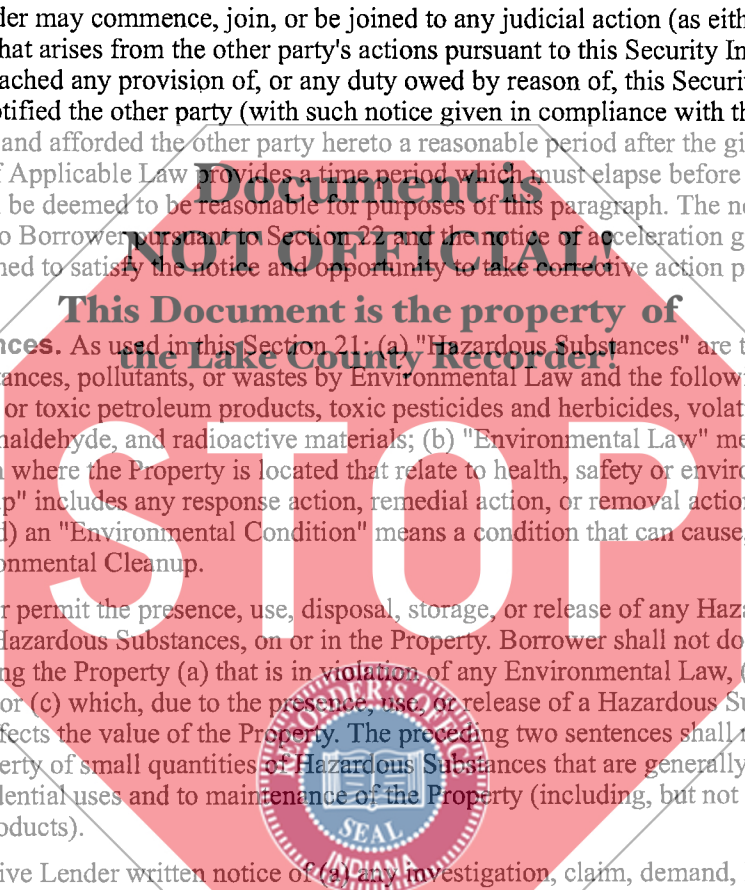 der may commence, join, or be joined to any judicial action (as eith
hat arises from the other party's actions pursuant to this Security In
ached any provision of, or any duty owed by reason of, this Securi
tified the other party (with such notice given in compliance with th
and afforded the other party hereto a reasonable period after the gi
f Applicable Law provides a time period which must elapse before
be deemed to be reasonable for purposes of this paragraph. The no
o Borrower pursuant to Section 22 and the notice of acceleration g
ned to satisfy the notice and opportunity to take corrective action p
Document is
NOT OFFICIAL!
This Document is the property of
the Lake County Recorder!
nces. As used in this Section 21: (a) "Hazardous Substances" are t
ances, pollutants, or wastes by Environmental Law and the followi
or toxic petroleum products, toxic pesticides and herbicides, volat
naldehyde, and radioactive materials; (b) "Environmental Law" me
n where the Property is located that relate to health, safety or enviro
p" includes any response action, remedial action, or removal action
d) an "Environmental Condition" means a condition that can cause,
onmental Cleanup.
STOP
r permit the presence, use, disposal, storage, or release of any Haza
Hazardous Substances, on or in the Property. Borrower shall not do
ng the Property (a) that is in violation of any Environmental Law, (
or (c) which, due to the presence, use, or release of a Hazardous Su
fects the value of the Property. The preceding two sentences shall n
erty of small quantities of Hazardous Substances that are generally
dential uses and to maintenance of the Property (including, but not
oducts).
RECORDER'S OFFICE
SEAL
INDIANA
ive Lender written notice of (a) any investigation, claim, demand,